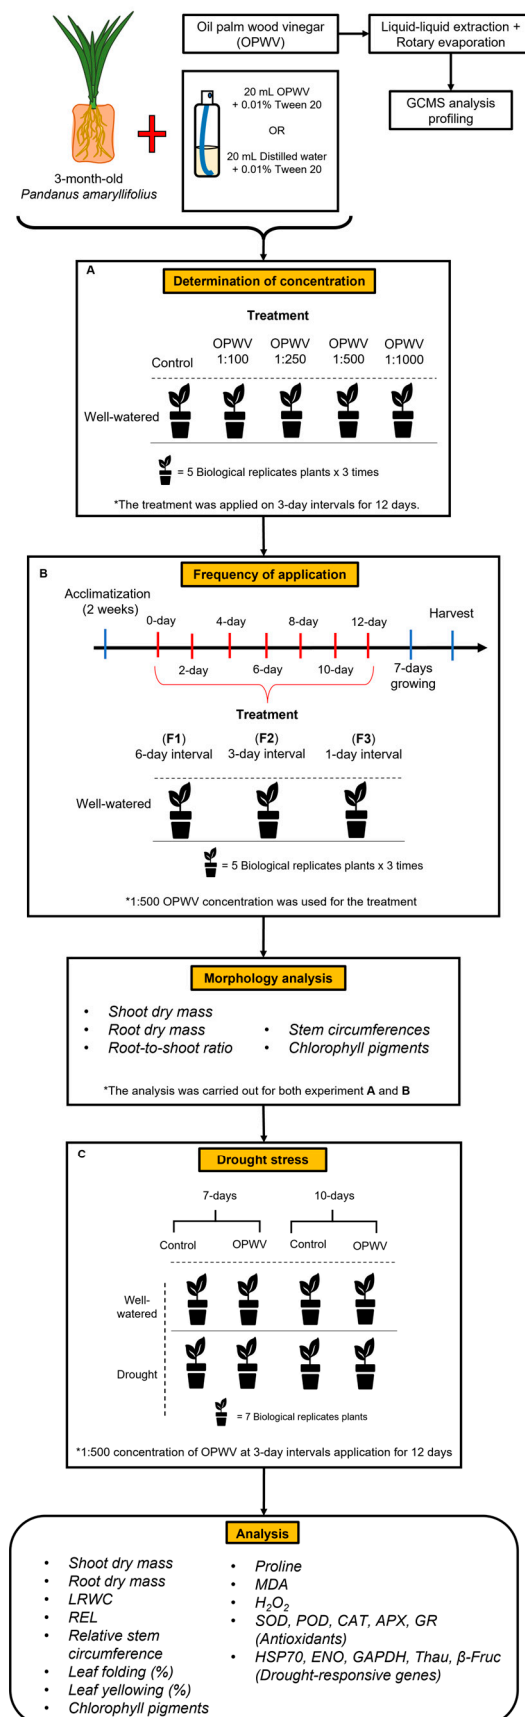 Oil palm wood vinegar
(OPWV)
Liquid-liquid extraction +
Rotary evaporation
GCMS analysis
profiling
20 mL OPWV
+ 0.01% Tween 20
OR
20 mL Distilled water
+ 0.01% Tween 20
3-month-old
Pandanus amaryllifolius
A
Determination of concentration
Treatment
Control
OPWV
1:100
OPWV
1:250
OPWV
1:500
OPWV
1:1000
Well-watered
= 5 Biological replicates plants x 3 times
*The treatment was applied on 3-day intervals for 12 days.
B
Frequency of application
Acclimatization
(2 weeks)
0-day
4-day
8-day
12-day
Harvest
2-day
6-day
10-day
7-days
growing
Treatment
(F1)
6-day interval
(F2)
3-day interval
(F3)
1-day interval
Well-watered
= 5 Biological replicates plants x 3 times
*1:500 OPWV concentration was used for the treatment
Morphology analysis
• Shoot dry mass
• Root dry mass
• Root-to-shoot ratio
• Stem circumferences
• Chlorophyll pigments
*The analysis was carried out for both experiment A and B
C
Drought stress
7-days
10-days
Control
OPWV
Control
OPWV
Well-
watered
Drought
= 7 Biological replicates plants
*1:500 concentration of OPWV at 3-day intervals application for 12 days
Analysis
• Shoot dry mass
• Root dry mass
• LRWC
• REL
• Relative stem
circumference
• Leaf folding (%)
• Leaf yellowing (%)
• Chlorophyll pigments
• Proline
• MDA
• H₂O₂
• SOD, POD, CAT, APX, GR
(Antioxidants)
• HSP70, ENO, GAPDH, Thau, β-Fruc
(Drought-responsive genes)